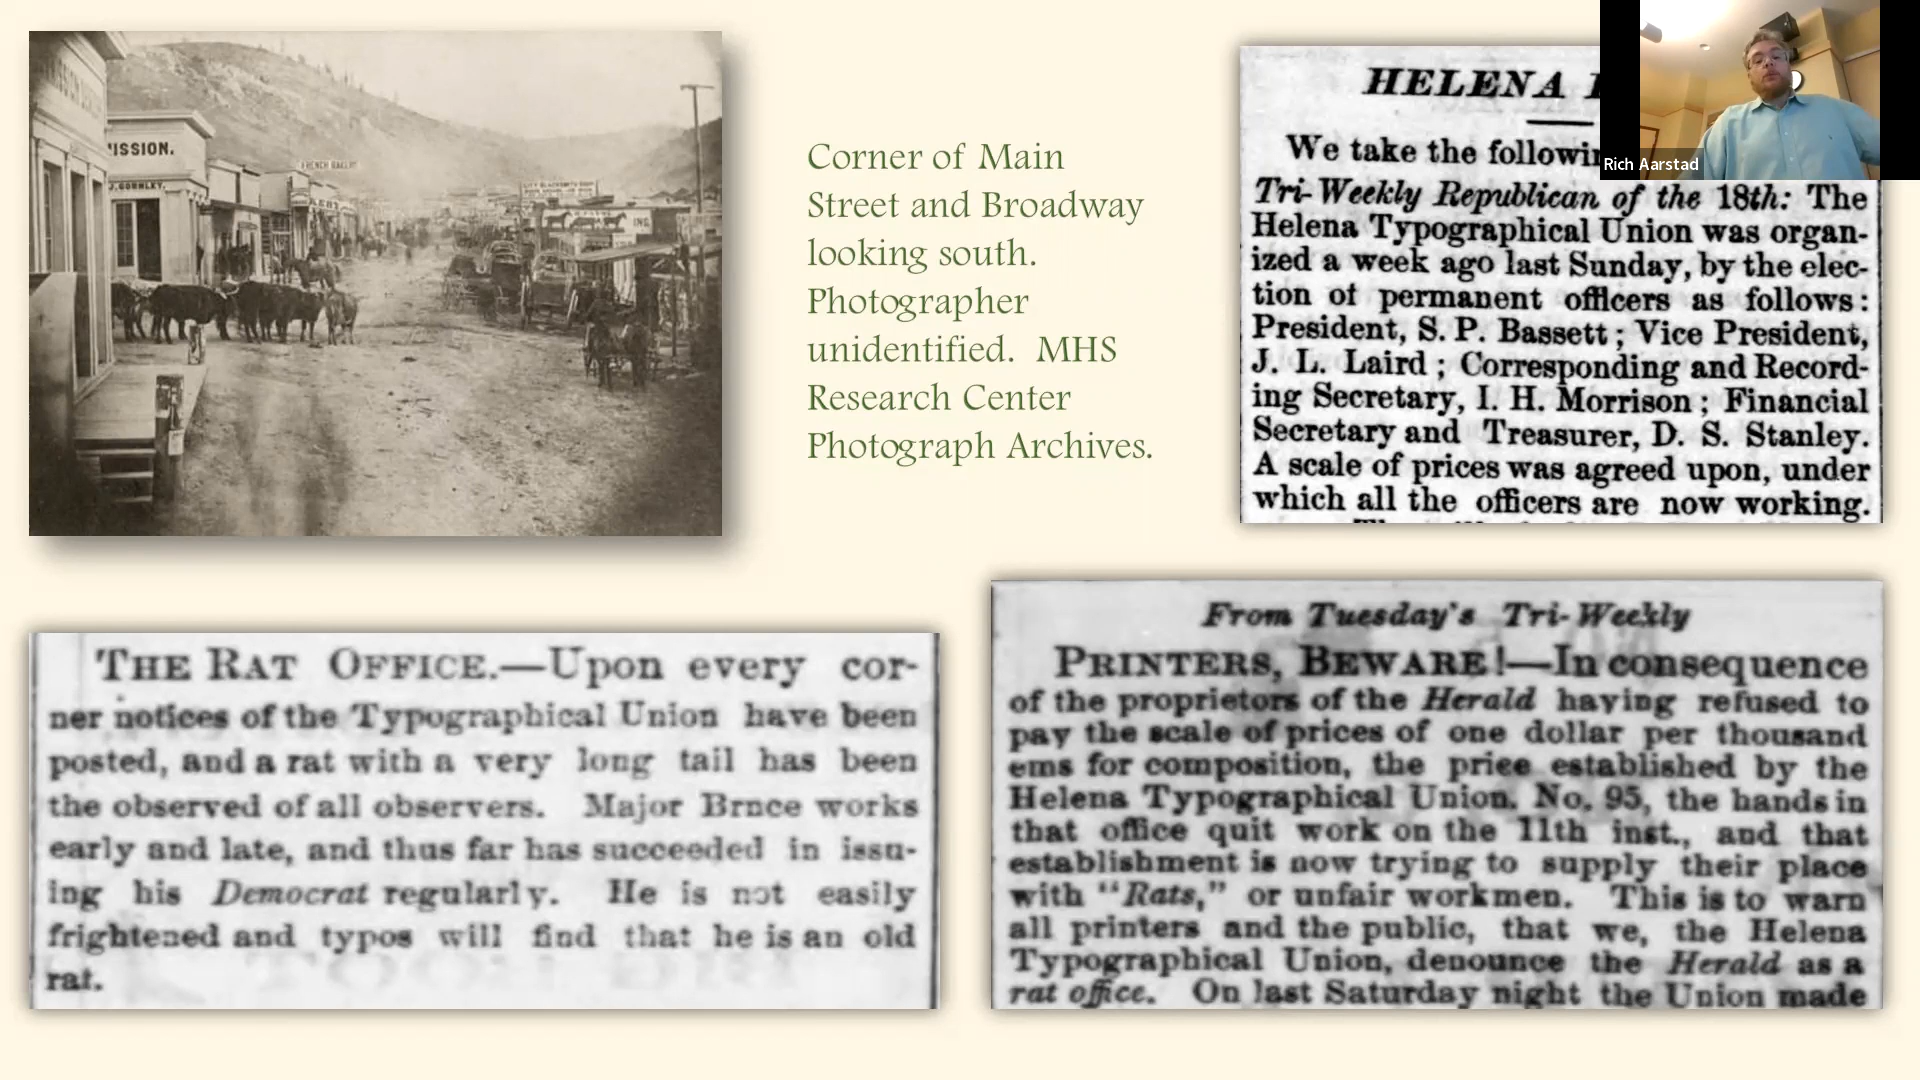 'ISSION.
J. GORMLEY.
FRENCH BAKERY
CITY BLACKSMITH SHOP
Corner of Main
Street and Broadway
looking south.
Photographer
unidentified. MHS
Research Center
Photograph Archives.
HELENA
We take the following
Tri-Weekly Republican of the 18th: The
Helena Typographical Union was organ-
ized a week ago last Sunday, by the elec-
tion of permanent officers as follows:
President, S. P. Bassett; Vice President,
J. L. Laird; Corresponding and Record-
ing Secretary, I. H. Morrison; Financial
Secretary and Treasurer, D. S. Stanley.
A scale of prices was agreed upon, under
which all the officers are now working.
Rich Aarstad
THE RAT OFFICE.—Upon every cor-
ner notices of the Typographical Union have been
posted, and a rat with a very long tail has been
the observed of all observers. Major Brnce works
early and late, and thus far has succeeded in issu-
ing his Democrat regularly. He is not easily
frightened and typos will find that he is an old
rat.
From Tuesday's Tri-Weekly
PRINTERS, BEWARE!—In consequence
of the proprietors of the Herald having refused to
pay the scale of prices of one dollar per thousand
ems for composition, the price established by the
Helena Typographical Union, No. 95, the hands in
that office quit work on the 11th inst., and that
establishment is now trying to supply their place
with "Rats," or unfair workmen. This is to warn
all printers and the public, that we, the Helena
Typographical Union, denounce the Herald as a
rat office. On last Saturday night the Union made